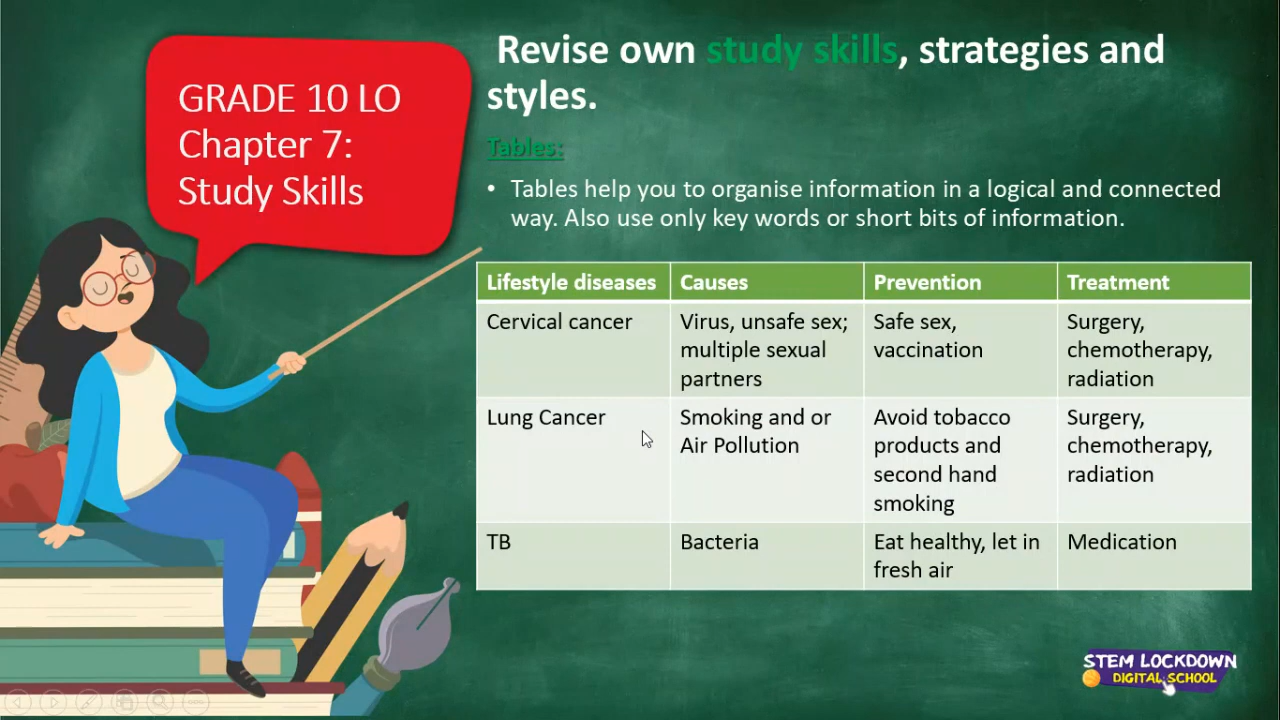 GRADE 10 LO
Chapter 7:
Study Skills
Revise own study skills, strategies and
styles.
Tables:
• Tables help you to organise information in a logical and connected
way. Also use only key words or short bits of information.
Lifestyle diseases Causes Prevention Treatment
Cervical cancer Virus, unsafe sex; Safe sex, Surgery,
multiple sexual vaccination chemotherapy,
partners radiation
Lung Cancer Smoking and or Avoid tobacco Surgery,
Air Pollution products and chemotherapy,
second hand radiation
smoking
TB Bacteria Eat healthy, let in Medication
fresh air
STEM LOCKDOWN
DIGITAL SCHOOL